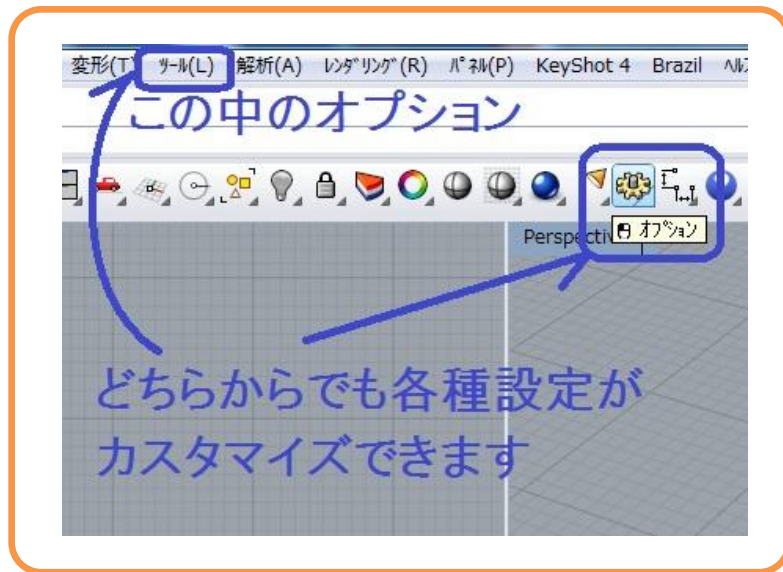 変形(T) ﾂｰﾙ(L) 解析(A) ﾚﾝﾀﾞﾘﾝｸﾞ(R) ﾊﾟﾈﾙ(P) KeyShot 4 Brazil
この中のオプション
Perspective
ｵﾌﾟｼｮﾝ
どちらからでも各種設定が
カスタマイズできます